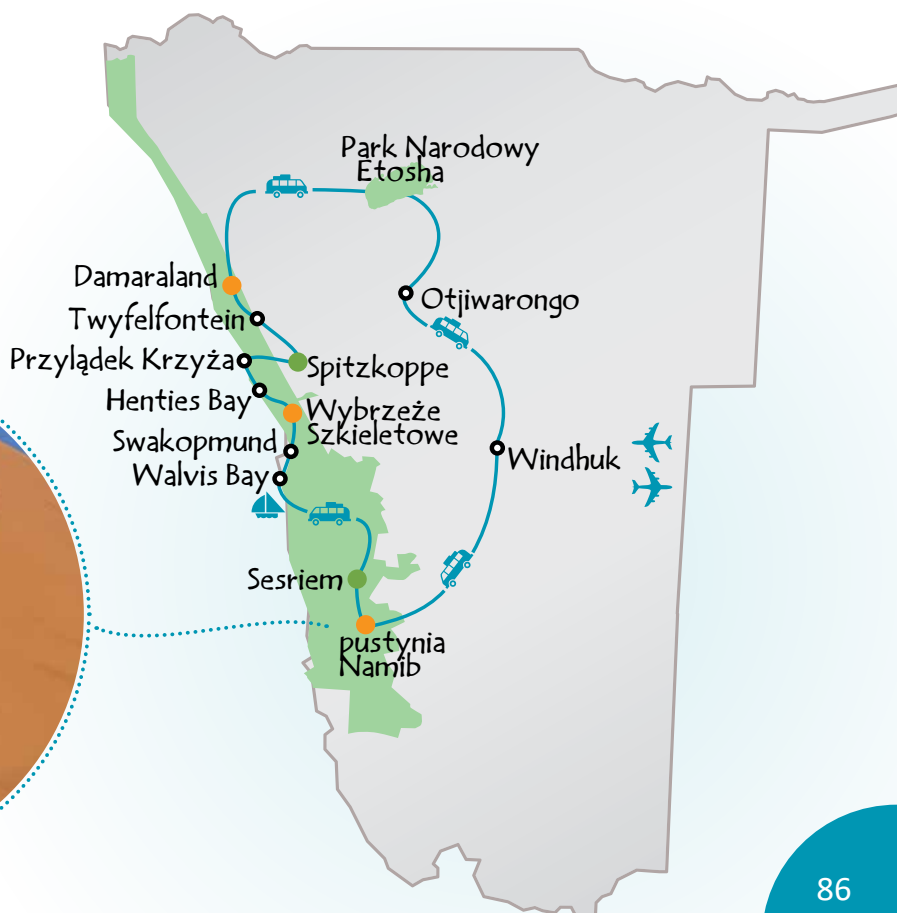 Park Narodowy
Etosha
Damaraland
Otjiwarongo
Twyfelfontein
Przylądek Krzyża
Spitzkoppe
Henties Bay
Wybrzeże
Szkieletowe
Swakopmund
Windhuk
Walvis Bay
Sesriem
pustynia
Namib
86